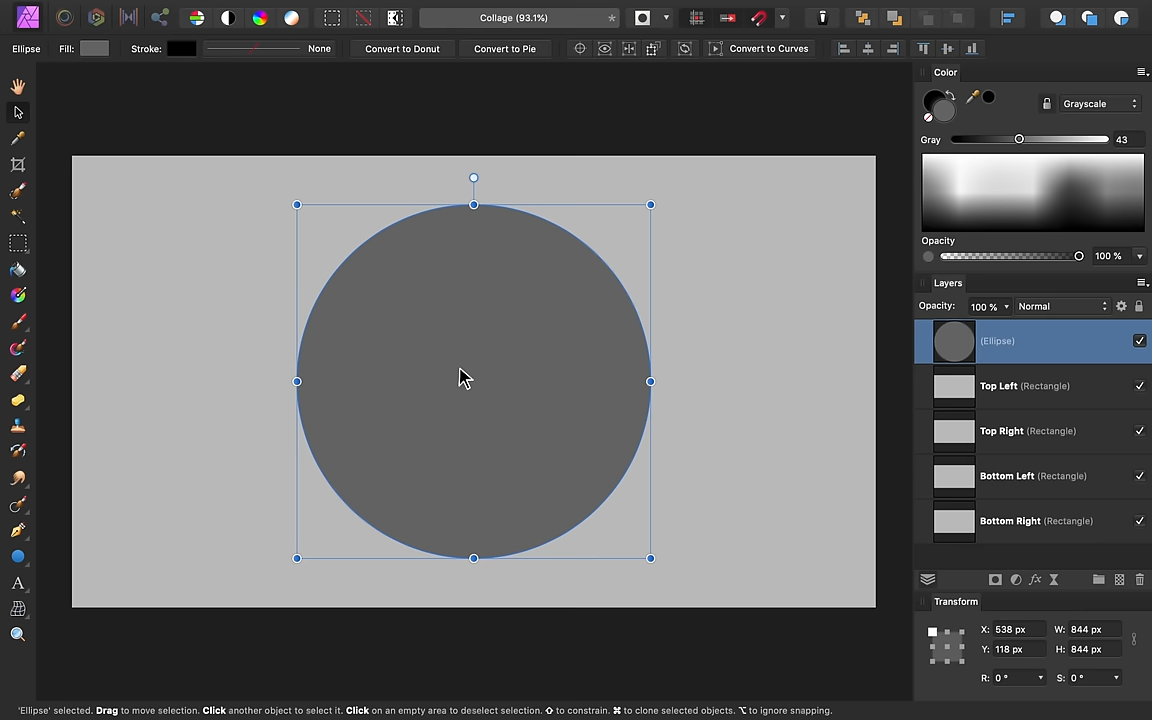 Collage (93.1%)
*
Ellipse
Fill:
Stroke:
None
Convert to Donut
Convert to Pie
Convert to Curves
Color
Grayscale
Gray
43
Opacity
100 %
Layers
Opacity:
100 %
Normal
(Ellipse)
Top Left (Rectangle)
Top Right (Rectangle)
Bottom Left (Rectangle)
Bottom Right (Rectangle)
fx
A
Transform
X: 538 px
W: 844 px
Y: 118 px
H: 844 px
R: 0 °
S: 0 °
'Ellipse' selected. Drag to move selection. Click another object to select it. Click on an empty area to deselect selection. ⇧ to constrain. ⌘ to clone selected objects. ⌥ to ignore snapping.